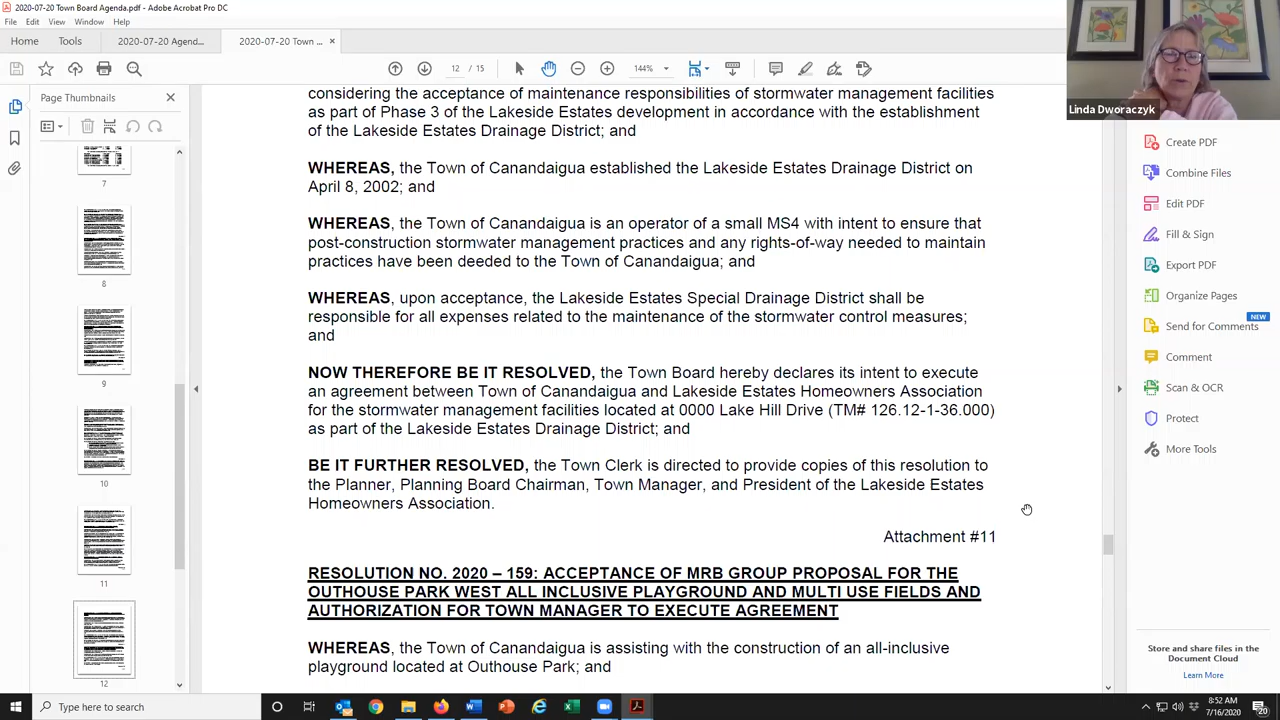 2020-07-20 Town Board Agenda.pdf - Adobe Acrobat Pro DC
File Edit View Window Help
Home Tools 2020-07-20 Agend... 2020-07-20 Town ... ×
12 / 15 144%
Page Thumbnails
7
8
9
10
11
12
considering the acceptance of maintenance responsibilities of stormwater management facilities
as part of Phase 3 of the Lakeside Estates development in accordance with the establishment
of the Lakeside Estates Drainage District; and
WHEREAS, the Town of Canandaigua established the Lakeside Estates Drainage District on
April 8, 2002; and
WHEREAS, the Town of Canandaigua is an operator of a small MS4 with intent to ensure that
post-construction stormwater management practices and any rights-of-way needed to maintain
practices have been deeded to the Town of Canandaigua; and
WHEREAS, upon acceptance, the Lakeside Estates Special Drainage District shall be
responsible for all expenses related to the maintenance of the stormwater control measures;
and
NOW THEREFORE BE IT RESOLVED, the Town Board hereby declares its intent to execute
an agreement between Town of Canandaigua and Lakeside Estates Homeowners Association
for the stormwater management facilities located at 0000 Lake Hill Drive (TM# 126.12-1-36.000)
as part of the Lakeside Estates Drainage District; and
BE IT FURTHER RESOLVED, the Town Clerk is directed to provide copies of this resolution to
the Planner, Planning Board Chairman, Town Manager, and President of the Lakeside Estates
Homeowners Association.
Attachment #11
RESOLUTION NO. 2020 – 159: ACCEPTANCE OF MRB GROUP PROPOSAL FOR THE
OUTHOUSE PARK WEST ALL INCLUSIVE PLAYGROUND AND MULTI USE FIELDS AND
AUTHORIZATION FOR TOWN MANAGER TO EXECUTE AGREEMENT
WHEREAS, the Town of Canandaigua is assisting with the construction of an all-inclusive
playground located at Outhouse Park; and
Linda Dworaczyk
Create PDF
Combine Files
Edit PDF
Fill & Sign
Export PDF
Organize Pages
NEW
Send for Comments
Comment
Scan & OCR
Protect
More Tools
Store and share files in the
Document Cloud
Learn More
Type here to search
8:52 AM
7/16/2020
20